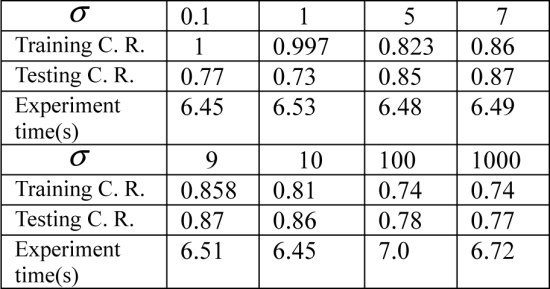 σ 0.1 1 5 7
Training C. R. 1 0.997 0.823 0.86
Testing C. R. 0.77 0.73 0.85 0.87
Experiment
time(s) 6.45 6.53 6.48 6.49
σ 9 10 100 1000
Training C. R. 0.858 0.81 0.74 0.74
Testing C. R. 0.87 0.86 0.78 0.77
Experiment
time(s) 6.51 6.45 7.0 6.72